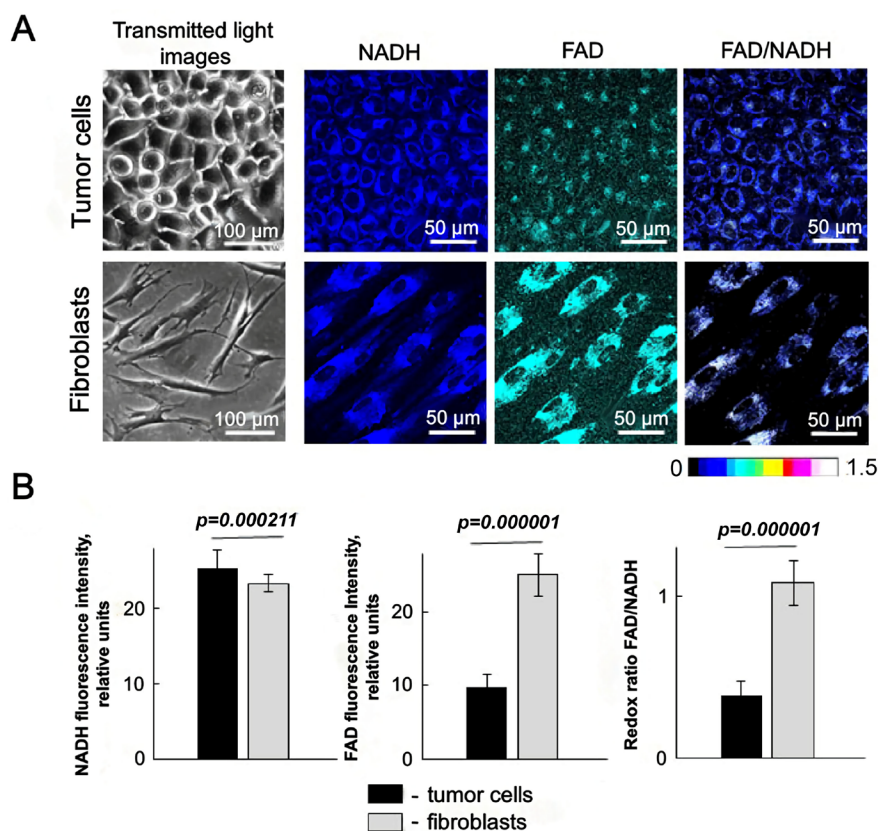 A
Transmitted light
images
NADH
FAD
FAD/NADH
Tumor cells
100 µm
50 µm
50 µm
50 µm
Fibroblasts
100 µm
50 µm
50 µm
50 µm
0
1.5
B
p=0.000211
NADH fluorescence intensity,
relative units
20
0
p=0.000001
FAD fluorescence Intensity,
relative units
20
10
0
p=0.000001
Redox ratio FAD/NADH
1
0
- tumor cells
- fibroblasts